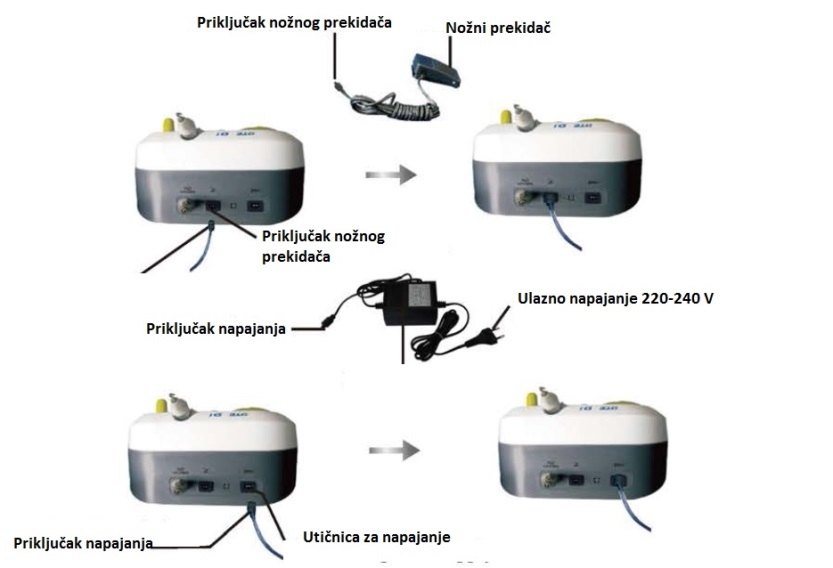 Priključak nožnog prekidača
Nožni prekidač
Priključak nožnog
prekidača
Ulazno napajanje 220-240 V
Priključak napajanja
Priključak napajanja
Utičnica za napajanje